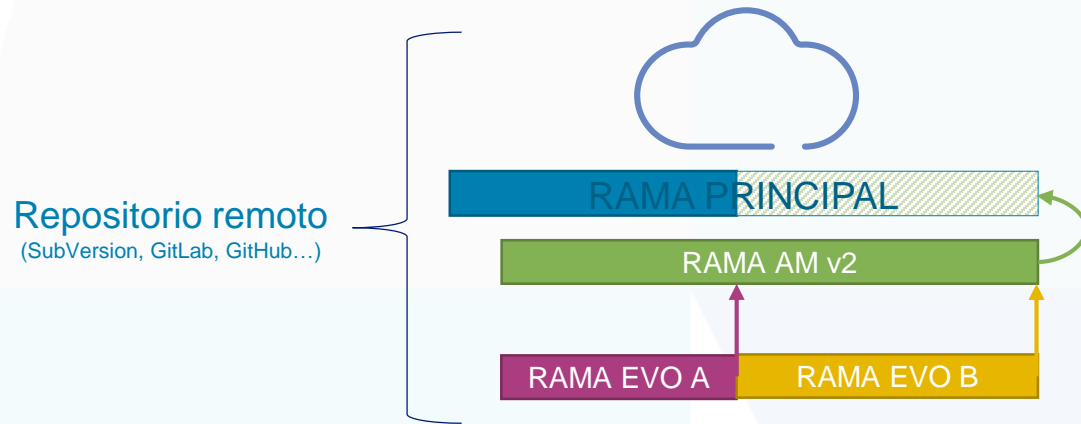 RAMA PRINCIPAL
Repositorio remoto
(SubVersion, GitLab, GitHub…)
RAMA AM v2
RAMA EVO A
RAMA EVO B